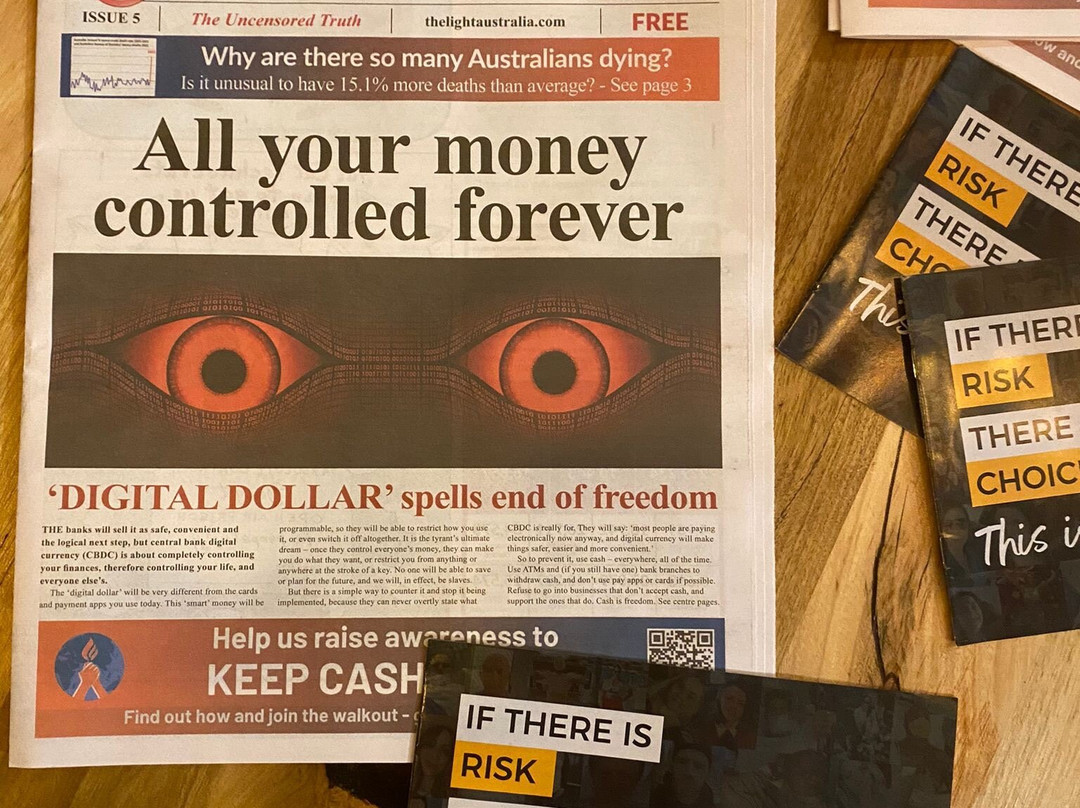 ISSUE 5
The Uncensored Truth
thelightaustralia.com
FREE
Why are there so many Australians dying?
Is it unusual to have 15.1% more deaths than average? - See page 3
All your money
controlled forever
'DIGITAL DOLLAR' spells end of freedom
THE banks will sell it as safe, convenient and
the logical next step, but central bank digital
currency (CBDC) is about completely controlling
your finances, therefore controlling your life, and
everyone else's.
The 'digital dollar' will be very different from the cards
and payment apps you use today. This 'smart' money will be
programmable, so they will be able to restrict how you use
it, or even switch it off altogether. It is the tyrant's ultimate
dream – once they control everyone's money, they can make
you do what they want, or restrict you from anything or
anywhere at the stroke of a key. No one will be able to save
or plan for the future, and we will, in effect, be slaves.
But there is a simple way to counter it and stop it being
implemented, because they can never overtly state what
CBDC is really for. They will say: 'most people are paying
electronically now anyway, and digital currency will make
things safer, easier and more convenient.'
So to prevent it, use cash – everywhere, all of the time.
Use ATMs and (if you still have one) bank branches to
withdraw cash, and don't use pay apps or cards if possible.
Refuse to go into businesses that don't accept cash, and
support the ones that do. Cash is freedom. See centre pages.
Help us raise awareness to
KEEP CASH
Find out how and join the walkout -
IF THERE
RISK
THERE
CHO
This
IF THERE
RISK
THERE
CHOIC
This i
IF THERE IS
RISK